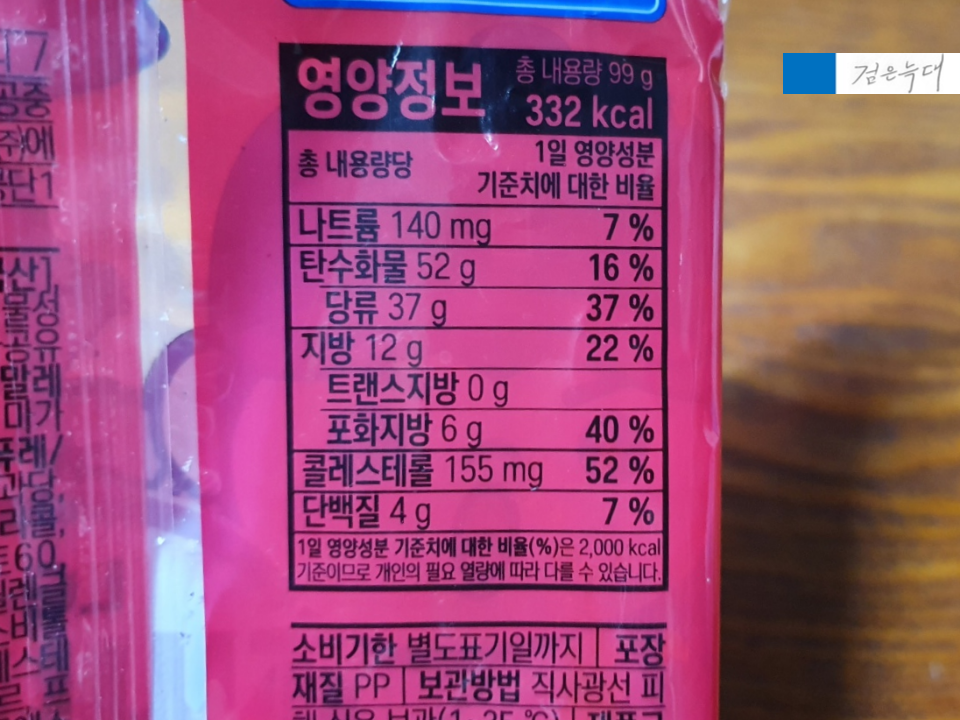 검은늑대
영양정보
총 내용량 99 g
332 kcal
총 내용량당
1일 영양성분
기준치에 대한 비율
나트륨 140 mg 7 %
탄수화물 52 g 16 %
당류 37 g 37 %
지방 12 g 22 %
트랜스지방 0 g
포화지방 6 g 40 %
콜레스테롤 155 mg 52 %
단백질 4 g 7 %
1일 영양성분 기준치에 대한 비율(%)은 2,000 kcal
기준이므로 개인의 필요 열량에 따라 다를 수 있습니다.
소비기한 별도표기일까지 포장
재질 PP 보관방법 직사광선 피